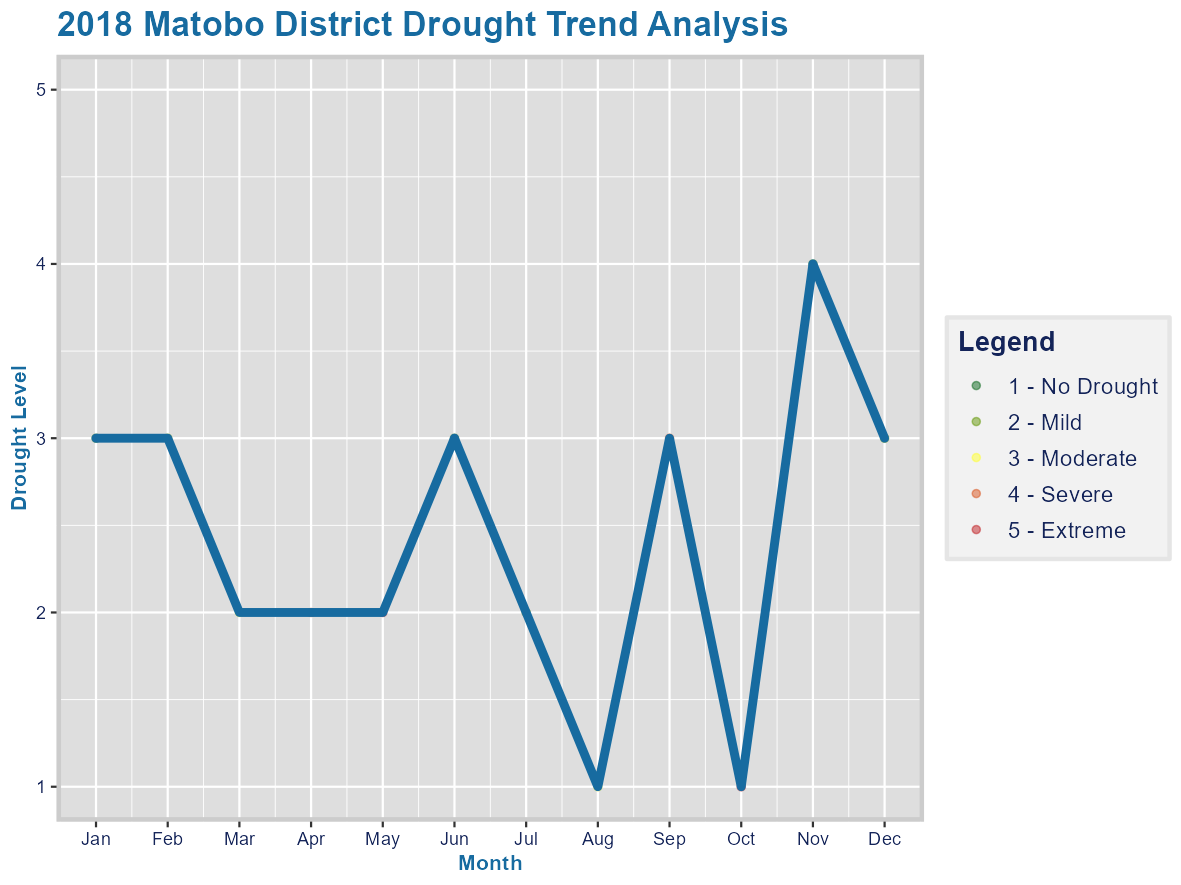 2018 Matobo District Drought Trend Analysis
5
4
3
2
1
Drought Level
Jan Feb Mar Apr May Jun Jul Aug Sep Oct Nov Dec
Month
Legend
1 - No Drought
2 - Mild
3 - Moderate
4 - Severe
5 - Extreme